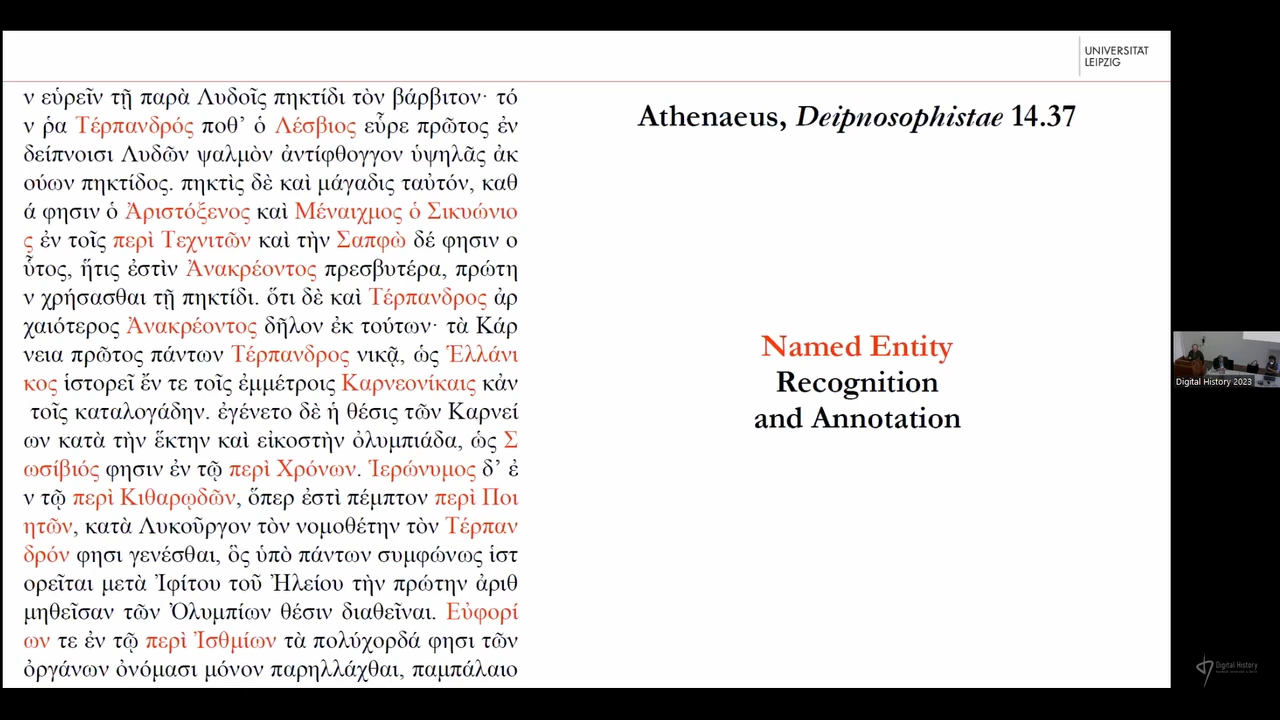 UNIVERSITÄT
LEIPZIG
ν εὑρεῖν τῇ παρὰ Λυδοῖς πηκτίδι τὸν βάρβιτον· τό
ν ῥα Τέρπανδρός ποθ’ ὁ Λέσβιος εὗρε πρῶτος ἐν
δείπνοισι Λυδῶν ψαλμὸν ἀντίφθογγον ὑψηλᾶς ἀκ
ούων πηκτίδος. πηκτὶς δὲ καὶ μάγαδις ταὐτόν, καθ
ά φησιν ὁ Ἀριστόξενος καὶ Μέναιχμος ὁ Σικυώνιο
ς ἐν τοῖς περὶ Τεχνιτῶν καὶ τὴν Σαπφὼ δέ φησιν ο
ὗτος, ἥτις ἐστὶν Ἀνακρέοντος πρεσβυτέρα, πρώτη
ν χρήσασθαι τῇ πηκτίδι. ὅτι δὲ καὶ Τέρπανδρος ἀρ
χαιότερος Ἀνακρέοντος δῆλον ἐκ τούτων· τὰ Κάρ
νεια πρῶτος πάντων Τέρπανδρος νικᾷ, ὡς Ἑλλάνι
κος ἱστορεῖ ἔν τε τοῖς ἐμμέτροις Καρνεονίκαις κἀν
τοῖς καταλογάδην. ἐγένετο δὲ ἡ θέσις τῶν Καρνεί
ων κατὰ τὴν ἕκτην καὶ εἰκοστὴν ὀλυμπιάδα, ὡς Σ
ωσίβιός φησιν ἐν τῷ περὶ Χρόνων. Ἱερώνυμος δ’ ἐ
ν τῷ περὶ Κιθαρῳδῶν, ὅπερ ἐστὶ πέμπτον περὶ Ποι
ητῶν, κατὰ Λυκοῦργον τὸν νομοθέτην τὸν Τέρπαν
δρόν φησι γενέσθαι, ὃς ὑπὸ πάντων συμφώνως ἱστ
ορεῖται μετὰ Ἰφίτου τοῦ Ἠλείου τὴν πρώτην ἀριθ
μηθεῖσαν τῶν Ὀλυμπίων θέσιν διαθεῖναι. Εὐφορί
ων τε ἐν τῷ περὶ Ἰσθμίων τὰ πολύχορδά φησι τῶν
ὀργάνων ὀνόμασι μόνον παρηλλάχθαι, παμπάλαιο
Athenaeus, Deipnosophistae 14.37
Named Entity
Recognition
and Annotation
Digital History 2023
Digital History